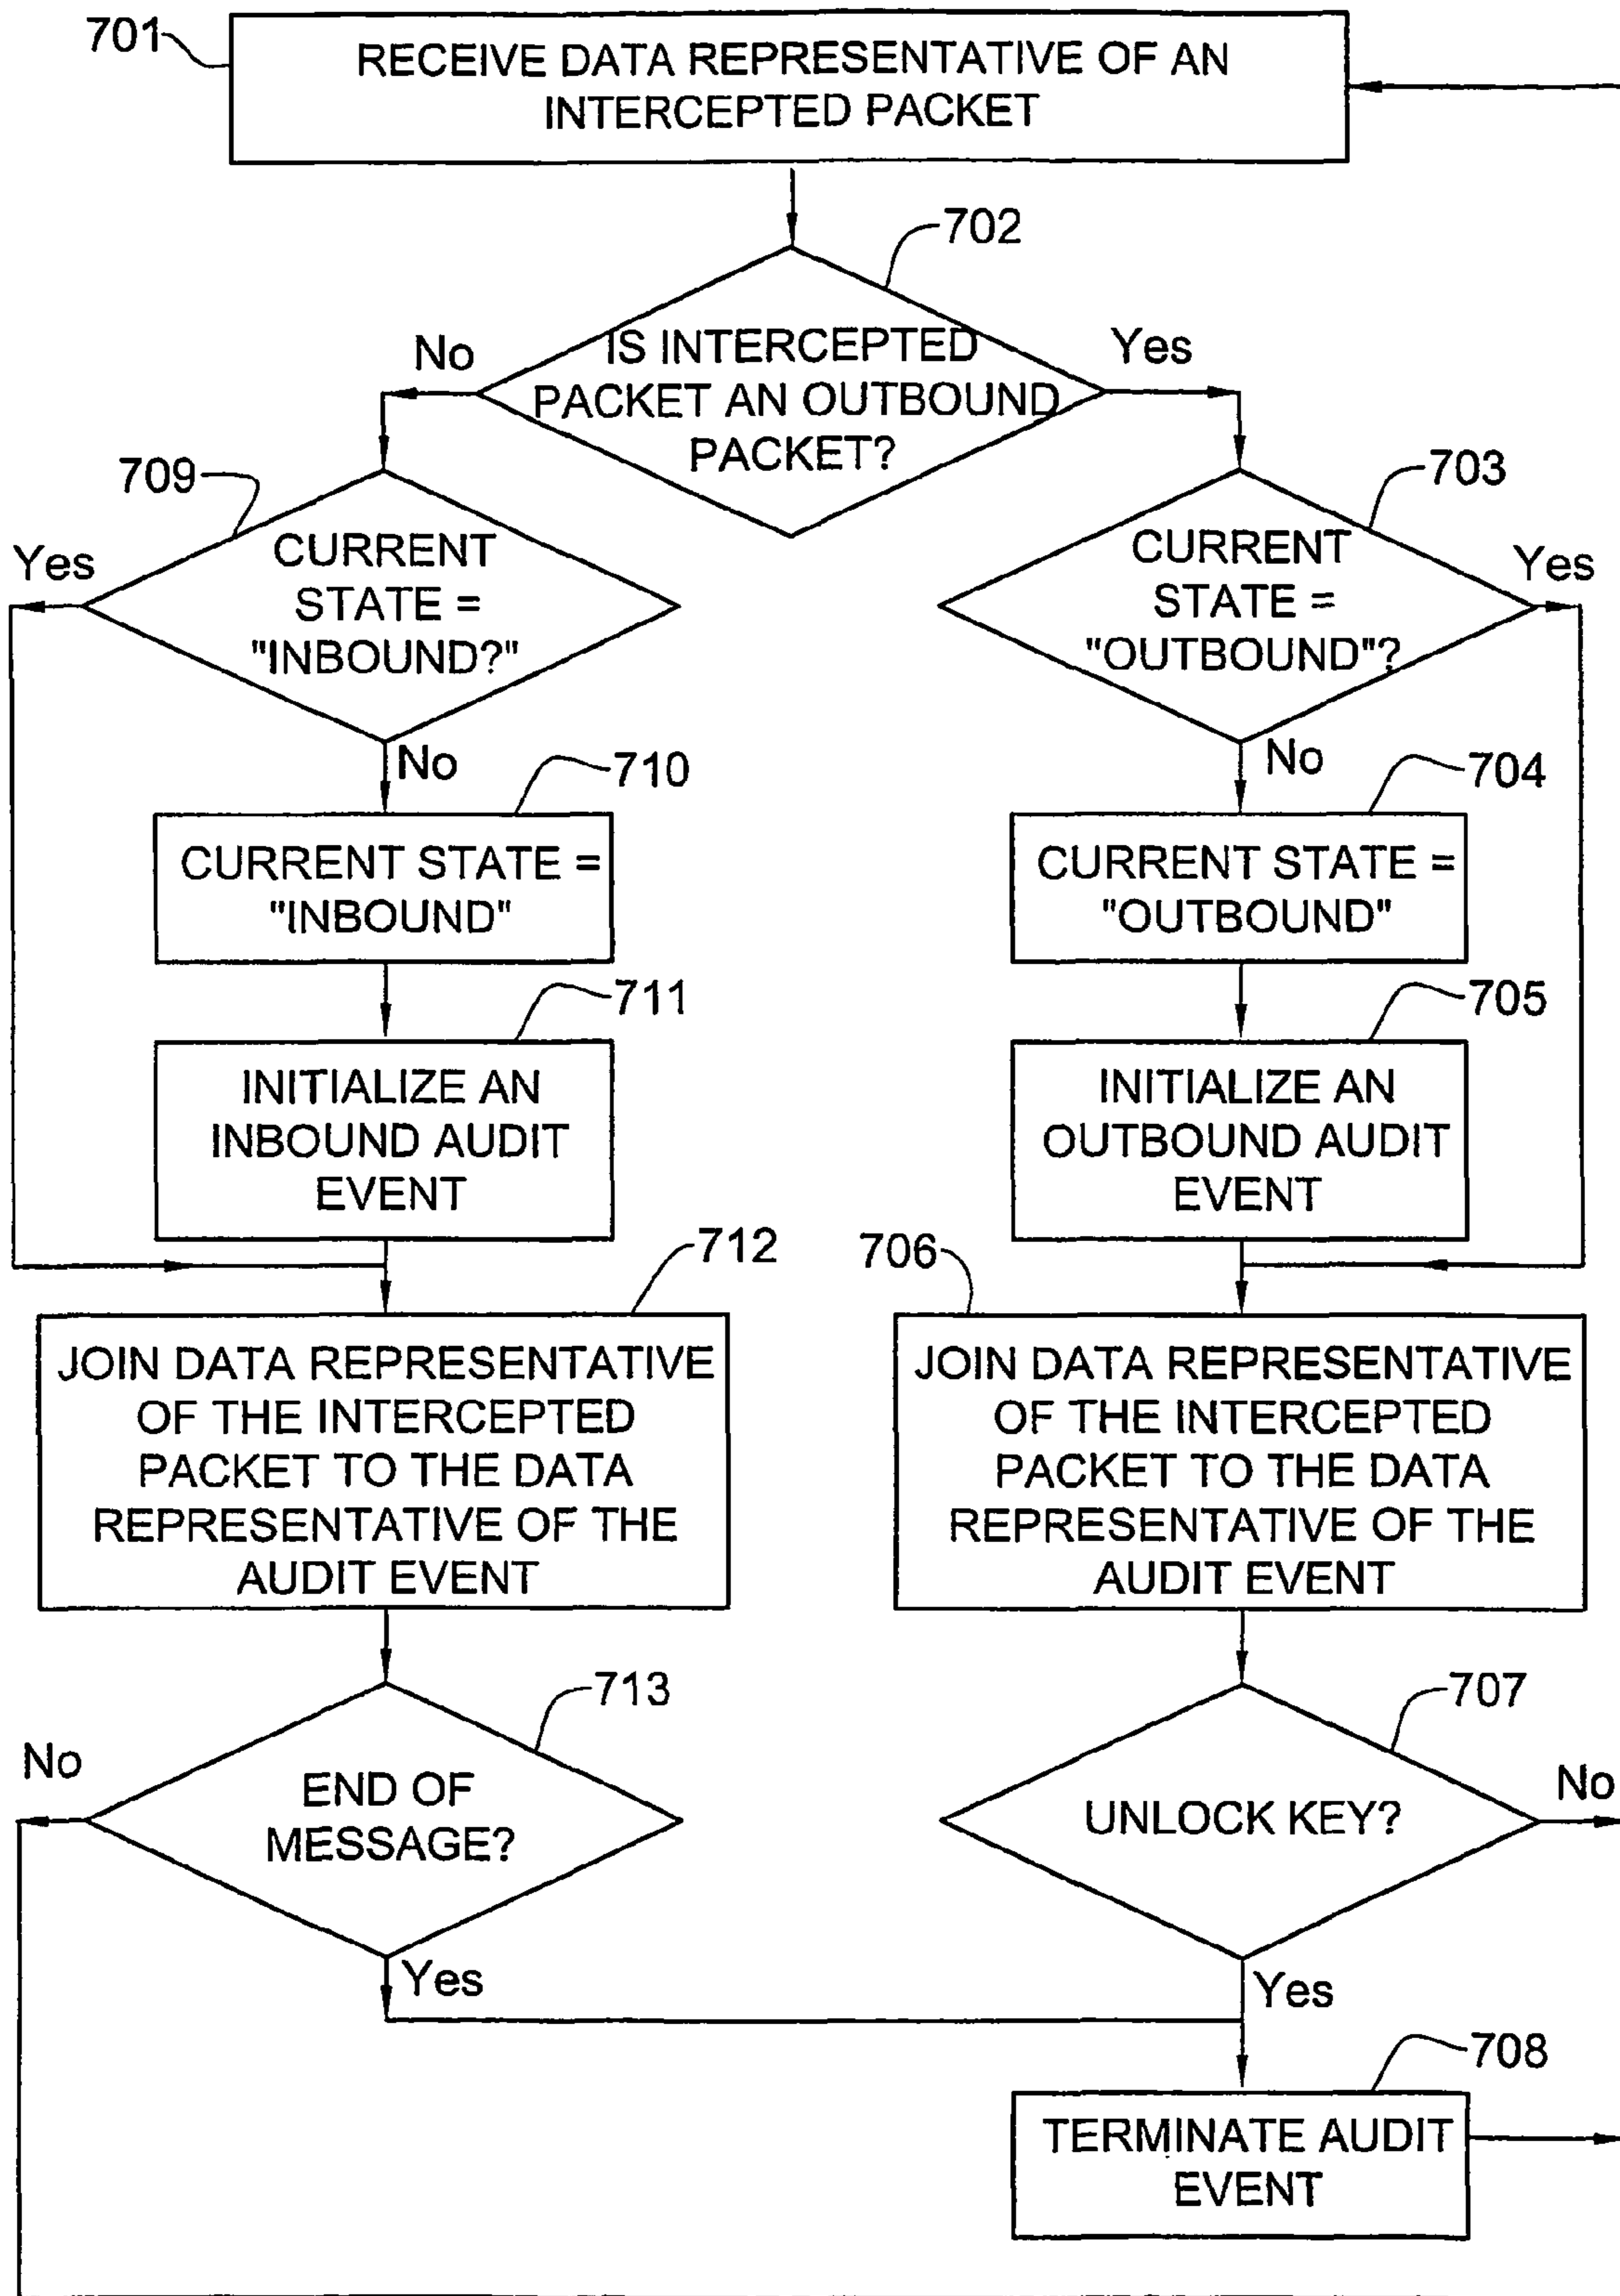 701
RECEIVE DATA REPRESENTATIVE OF AN
INTERCEPTED PACKET
702
No
IS INTERCEPTED
PACKET AN OUTBOUND
PACKET?
Yes
709
Yes
CURRENT
STATE =
"INBOUND?"
No
703
CURRENT
STATE =
"OUTBOUND"?
Yes
No
710
CURRENT STATE =
"INBOUND"
704
CURRENT STATE =
"OUTBOUND"
711
INITIALIZE AN
INBOUND AUDIT
EVENT
705
INITIALIZE AN
OUTBOUND AUDIT
EVENT
712
JOIN DATA REPRESENTATIVE
OF THE INTERCEPTED
PACKET TO THE DATA
REPRESENTATIVE OF THE
AUDIT EVENT
706
JOIN DATA REPRESENTATIVE
OF THE INTERCEPTED
PACKET TO THE DATA
REPRESENTATIVE OF THE
AUDIT EVENT
713
No
END OF
MESSAGE?
Yes
707
UNLOCK KEY?
No
Yes
708
TERMINATE AUDIT
EVENT